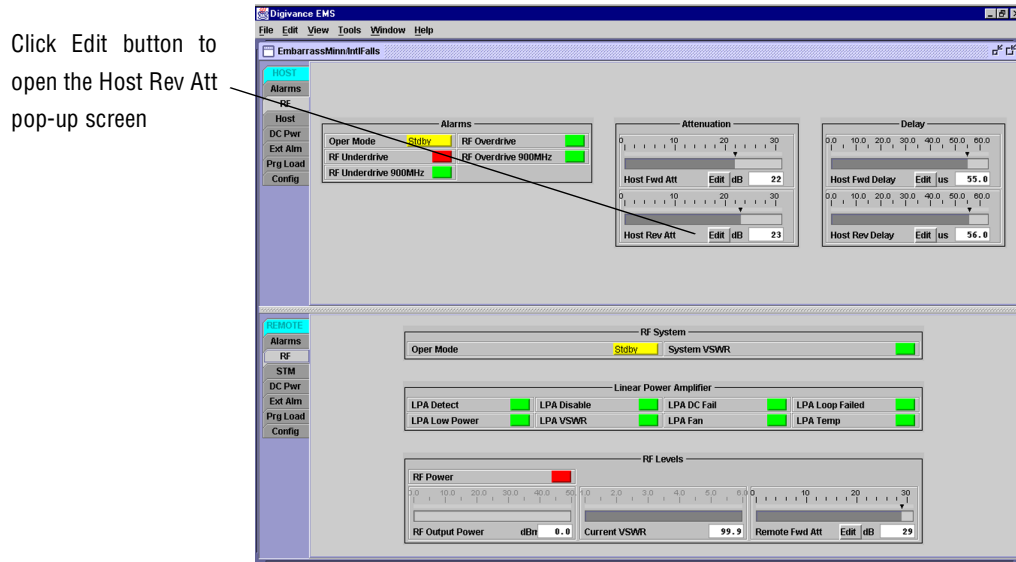 Click Edit button to
open the Host Rev Att
pop-up screen
Digivance EMS
File Edit View Tools Window Help
EmbarrassMinn/IntlFalls
HOST
Alarms
RF
Host
DC Pwr
Ext Alm
Prg Load
Config
Alarms
Oper Mode Stdby RF Overdrive
RF Underdrive RF Overdrive 900MHz
RF Underdrive 900MHz
Attenuation
0 10 20 30
Host Fwd Att Edit dB 22
0 10 20 30
Host Rev Att Edit dB 23
Delay
0.0 10.0 20.0 30.0 40.0 50.0 60.0
Host Fwd Delay Edit us 55.0
0.0 10.0 20.0 30.0 40.0 50.0 60.0
Host Rev Delay Edit us 56.0
REMOTE
Alarms
RF
STM
DC Pwr
Ext Alm
Prg Load
Config
RF System
Oper Mode Stdby System VSWR
Linear Power Amplifier
LPA Detect LPA Disable LPA DC Fail LPA Loop Failed
LPA Low Power LPA VSWR LPA Fan LPA Temp
RF Levels
RF Power
10.0 20.0 30.0 40.0 2.0 3.0 4.0 5.0 10 20 30
RF Output Power dBm 0.0 Current VSWR 99.9 Remote Fwd Att Edit dB 29